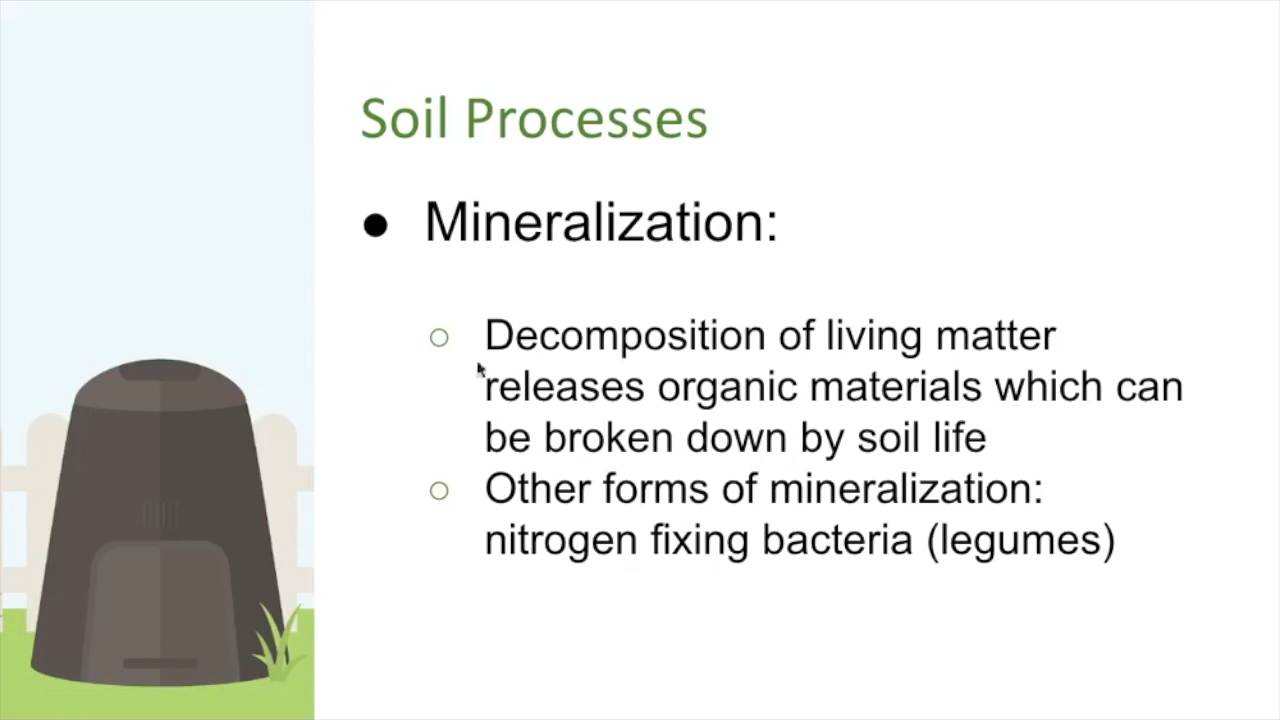 Soil Processes
● Mineralization:
○ Decomposition of living matter
releases organic materials which can
be broken down by soil life
○ Other forms of mineralization:
nitrogen fixing bacteria (legumes)